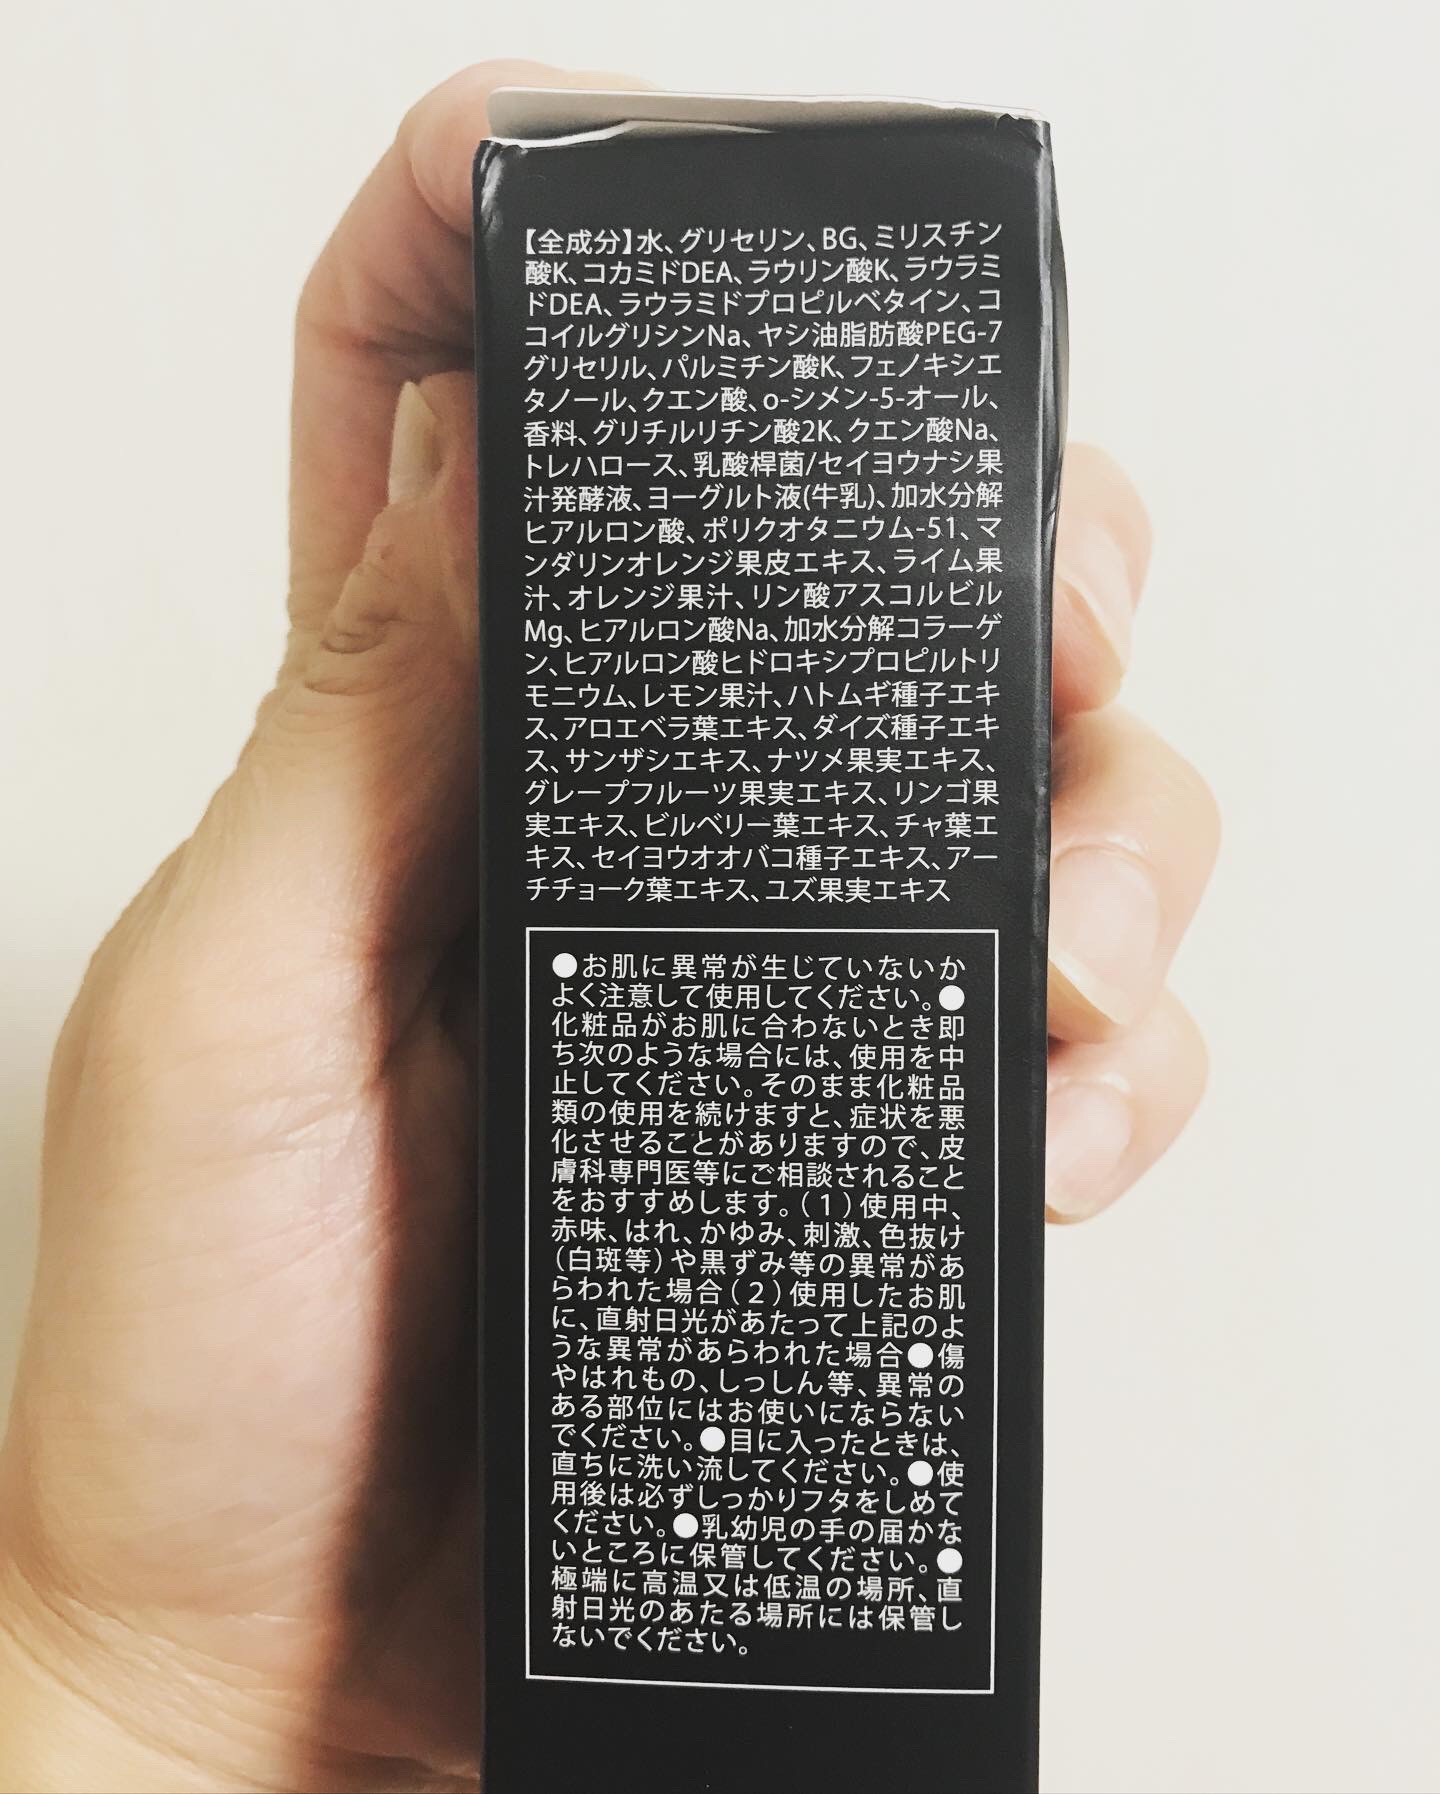 【全成分】水、グリセリン、BG、ミリスチン
酸K、コカミドDEA、ラウリン酸K、ラウラミ
ドDEA、ラウラミドプロピルベタイン、コ
コイルグリシンNa、ヤシ油脂肪酸PEG-7
グリセリル、パルミチン酸K、フェノキシエ
タノール、クエン酸、o-シメン-5-オール、
香料、グリチルリチン酸2K、クエン酸Na、
トレハロース、乳酸桿菌/セイヨウナシ果
汁発酵液、ヨーグルト液(牛乳)、加水分解
ヒアルロン酸、ポリクオタニウム-51、マ
ンダリンオレンジ果皮エキス、ライム果
汁、オレンジ果汁、リン酸アスコルビル
Mg、ヒアルロン酸Na、加水分解コラーゲ
ン、ヒアルロン酸ヒドロキシプロピルトリ
モニウム、レモン果汁、ハトムギ種子エキ
ス、アロエベラ葉エキス、ダイズ種子エキ
ス、サンザシエキス、ナツメ果実エキス、
グレープフルーツ果実エキス、リンゴ果
実エキス、ビルベリー葉エキス、チャ葉エ
キス、セイヨウオオバコ種子エキス、アー
チチョーク葉エキス、ユズ果実エキス
●お肌に異常が生じていないか
よく注意して使用してください。●
化粧品がお肌に合わないとき即
ち次のような場合には、使用を中
止してください。そのまま化粧品
類の使用を続けますと、症状を悪
化させることがありますので、皮
膚科専門医等にご相談されること
をおすすめします。(1)使用中、
赤味、はれ、かゆみ、刺激、色抜け
(白斑等)や黒ずみ等の異常があ
らわれた場合(2)使用したお肌
に、直射日光があたって上記のよ
うな異常があらわれた場合●傷
やはれもの、しっしん等、異常の
ある部位にはお使いにならない
でください。●目に入ったときは、
直ちに洗い流してください。●使
用後は必ずしっかりフタをしめて
ください。●乳幼児の手の届かな
いところに保管してください。●
極端に高温又は低温の場所、直
射日光のあたる場所には保管し
ないでください。